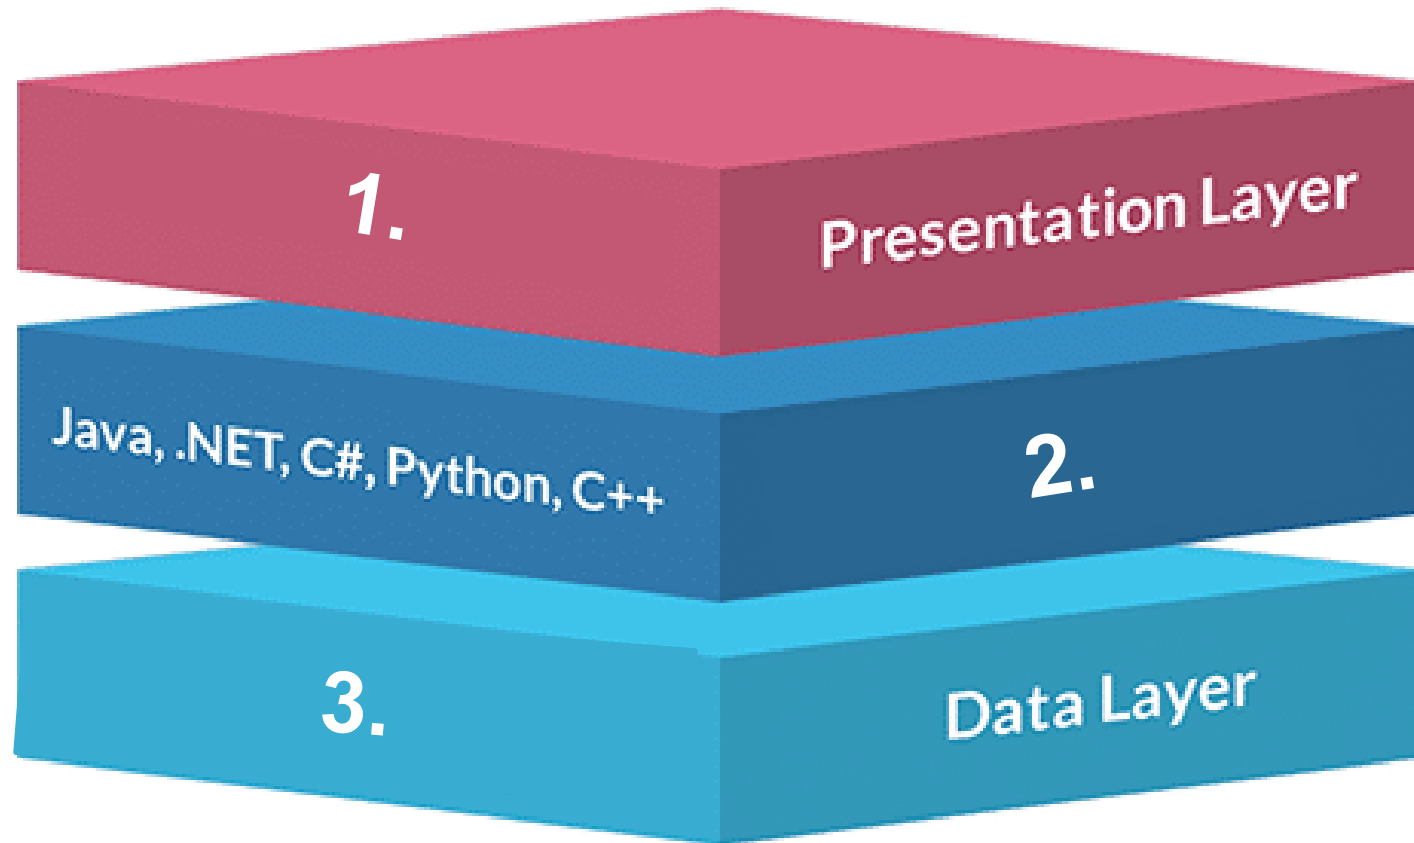 1.
Presentation Layer
Java, .NET, C#, Python, C++
2.
3.
Data Layer